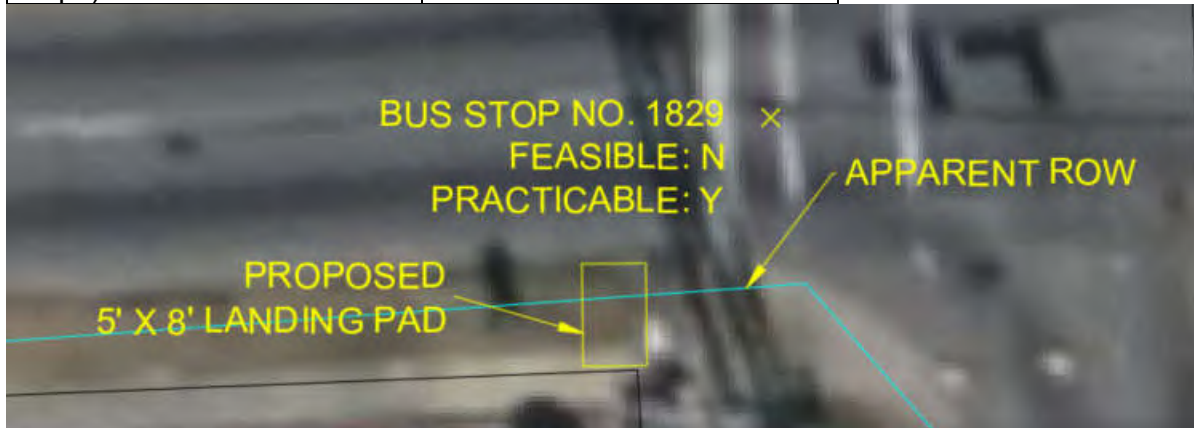 BUS STOP NO. 1829
FEASIBLE: N
PRACTICABLE: Y
APPARENT ROW
PROPOSED
5' X 8' LANDING PAD